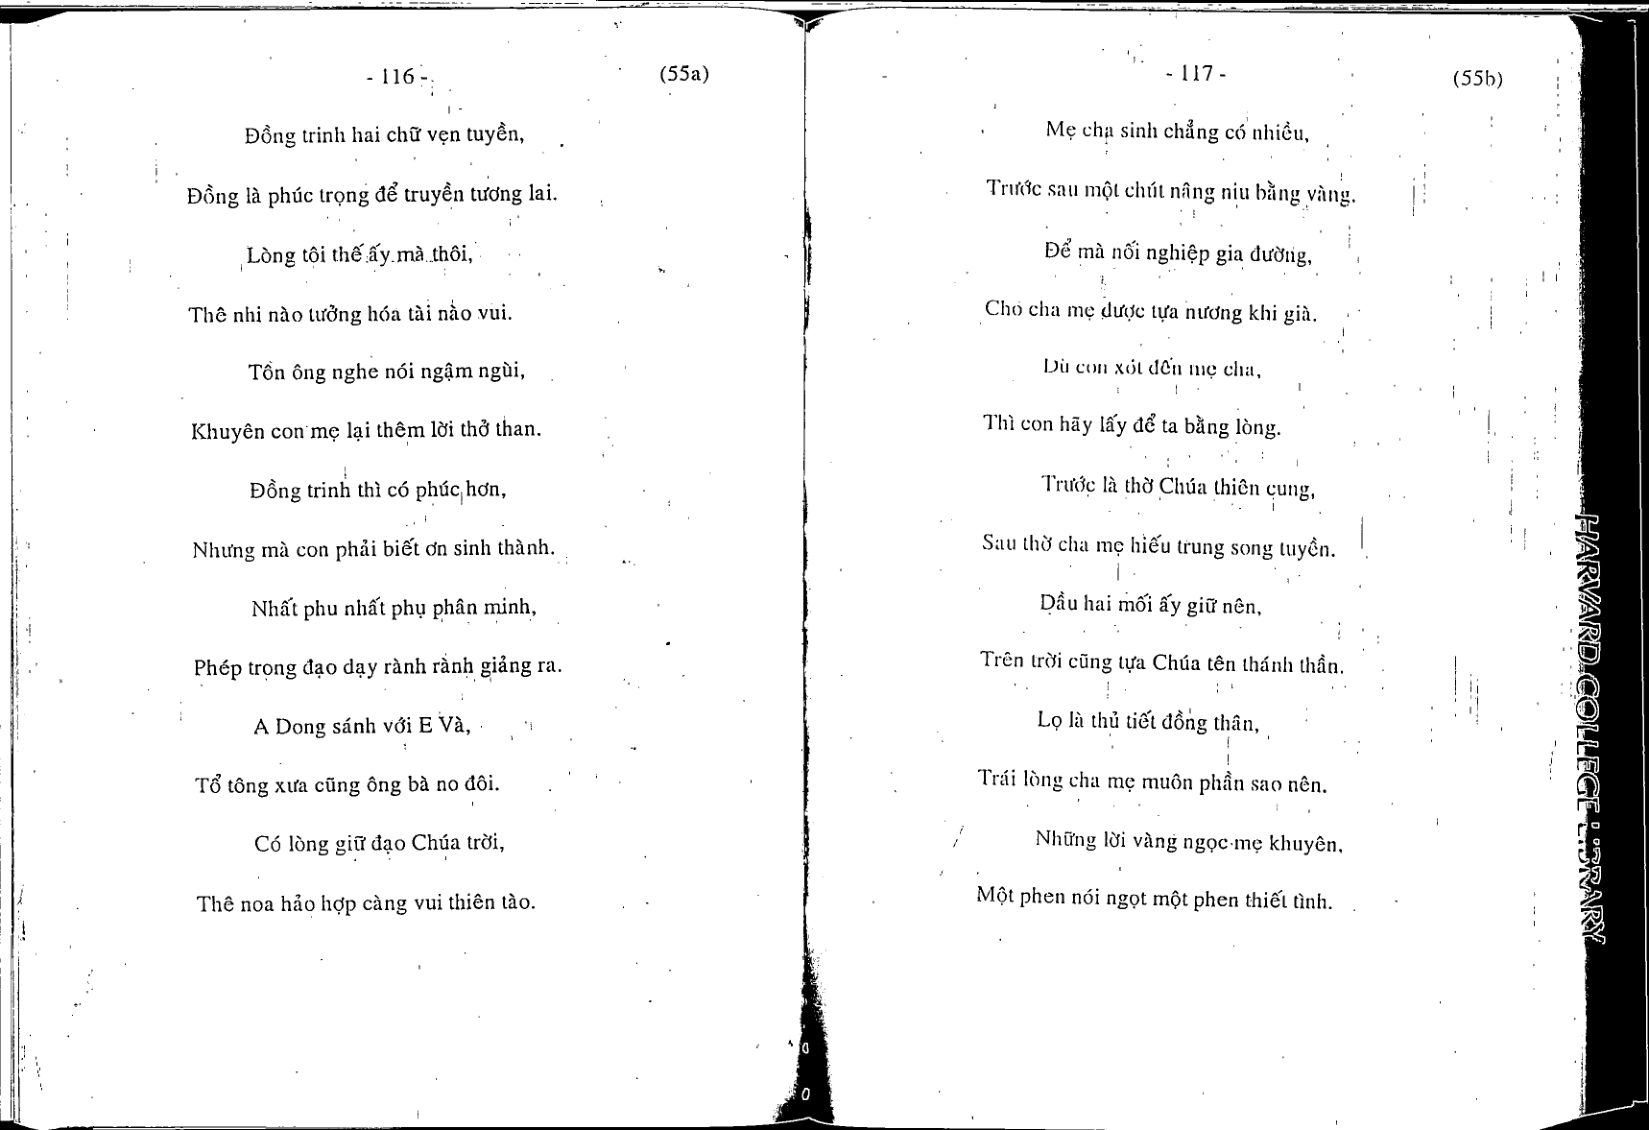 - 116 -
(55a)
Đồng trinh hai chữ vẹn tuyền,
Đồng là phúc trọng để truyền tương lai.
Lòng tôi thế ấy mà thôi,
Thê nhi nào tưởng hóa tài nào vui.
Tôn ông nghe nói ngậm ngùi,
Khuyên con mẹ lại thêm lời thở than.
Đồng trinh thì có phúc hơn,
Nhưng mà con phải biết ơn sinh thành.
Nhất phu nhất phụ phân minh,
Phép trọng đạo dạy rành rành giảng ra.
A Dong sánh với E Và,
Tổ tông xưa cũng ông bà no đôi.
Có lòng giữ đạo Chúa trời,
Thê noa hảo hợp càng vui thiên tào.
- 117 -
(55b)
Mẹ cha sinh chẳng có nhiều,
Trước sau một chút nâng nịu bằng vàng.
Để mà nối nghiệp gia đường,
Cho cha mẹ được tựa nương khi già.
Dù con xót đến mẹ cha,
Thì con hãy lấy để ta bằng lòng.
Trước là thờ Chúa thiên cung,
Sau thờ cha mẹ hiếu trung song tuyền.
Dầu hai mối ấy giữ nên,
Trên trời cũng tựa Chúa tên thánh thần.
Lọ là thủ tiết đồng thân,
Trái lòng cha mẹ muôn phần sao nên.
Những lời vàng ngọc mẹ khuyên,
Một phen nói ngọt một phen thiết tình.
HARVARD COLLEGE LIBRARY